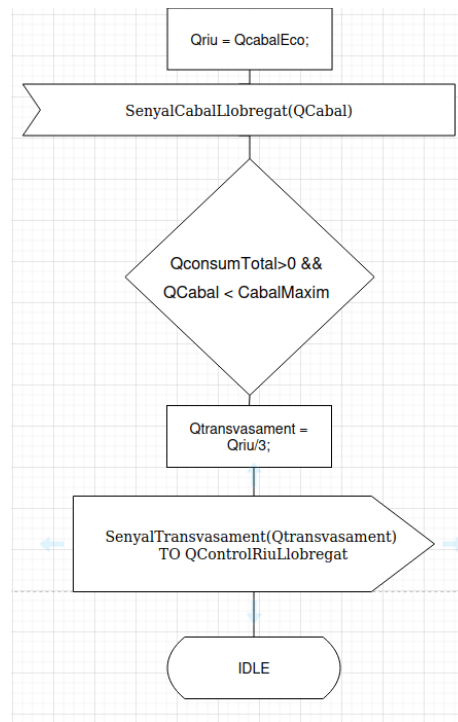 Qriu = QcabalEco;
SenyalCabalLlobregat(QCabal)
QconsumTotal>0 &&
QCabal < CabalMaxim
Qtransvasament =
Qriu/3;
SenyalTransvasament(Qtransvasament)
TO QControlRiuLlobregat
IDLE